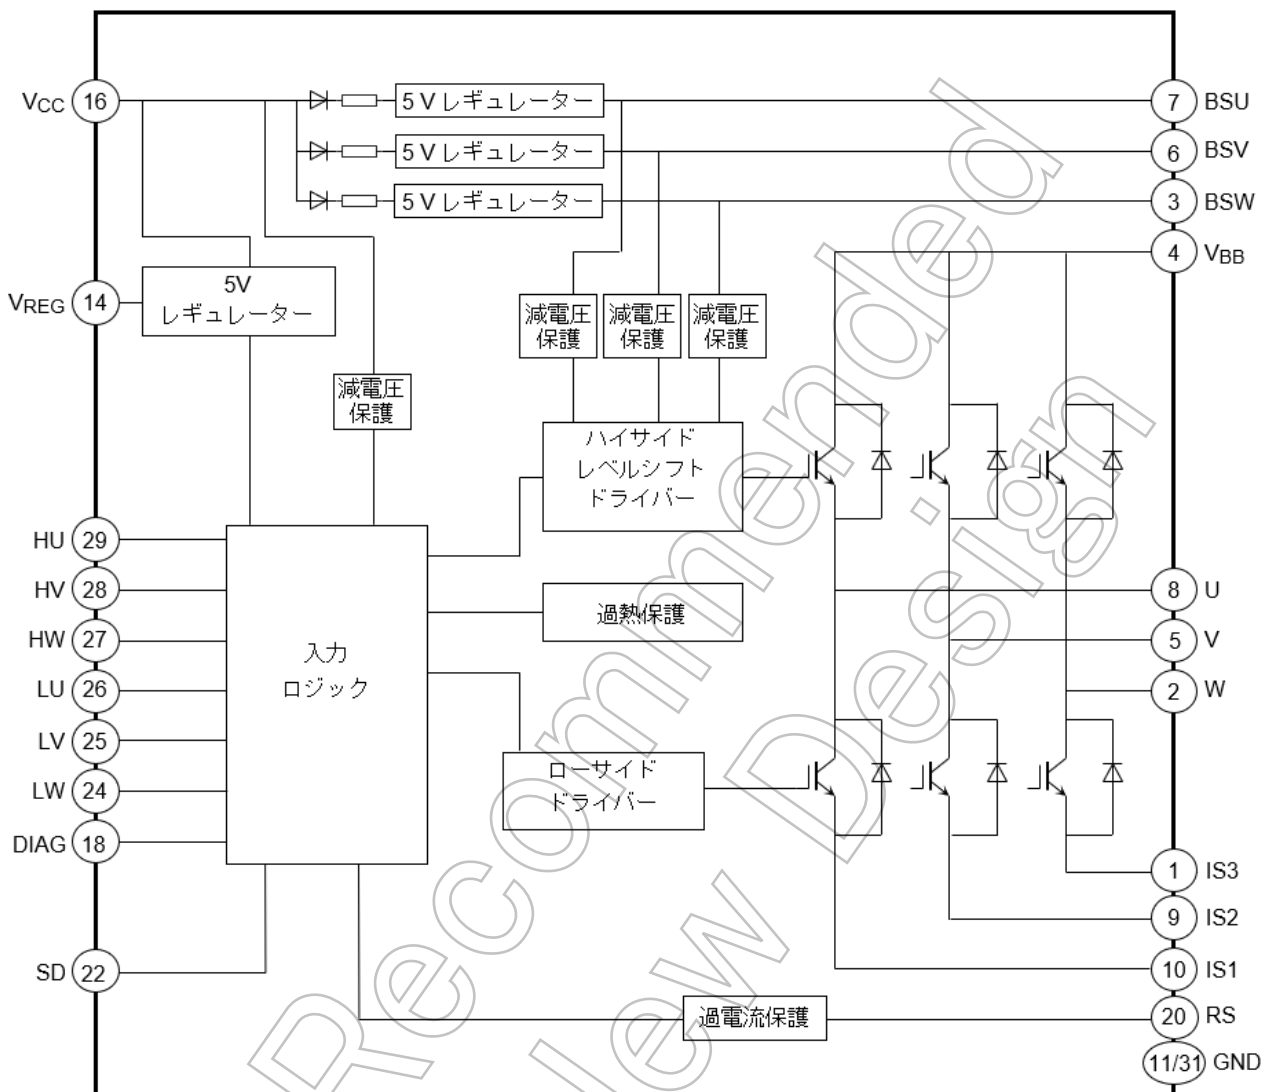 VCC 16
5Vレギュレーター
7 BSU
5Vレギュレーター
6 BSV
5Vレギュレーター
3 BSW
4 VBB
VREG 14
5V
レギュレーター
減電圧
保護
減電圧
保護
減電圧
保護
減電圧
保護
ハイサイド
レベルシフト
ドライバー
HU 29
HV 28
HW 27
LU 26
LV 25
LW 24
DIAG 18
入力
ロジック
過熱保護
8 U
5 V
2 W
ローサイド
ドライバー
1 IS3
9 IS2
10 IS1
SD 22
過電流保護
20 RS
11/31 GND
Recommended
ew Design